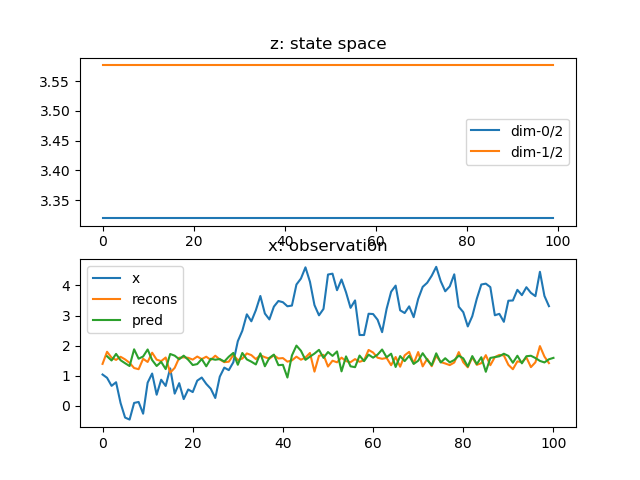 z: state space
3.55
3.50
3.45
3.40
3.35
dim-0/2
dim-1/2
0 20 40 60 80 100
x: observation
4
3
2
1
0
x
recons
pred
0 20 40 60 80 100